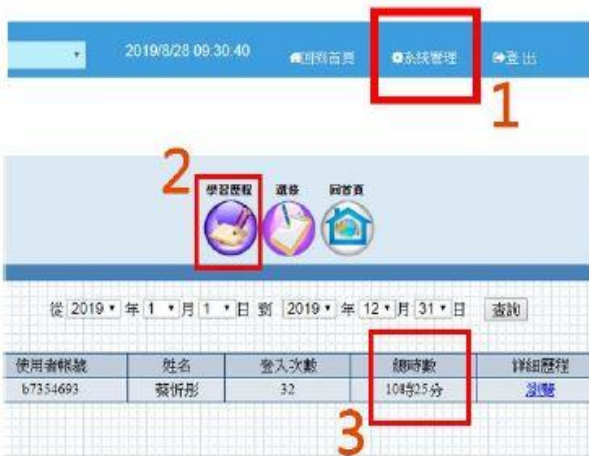 2019/8/28 09:30:40 回到首頁 系統管理 登出
1
2
學習歷程 選修 回首頁
從 2019 年 1 月 1 日 到 2019 年 12 月 31 日 查詢
使用者帳號 姓名 登入次數 總時數 詳細歷程
b7354693 蔡忻彤 32 10時25分 瀏覽
3